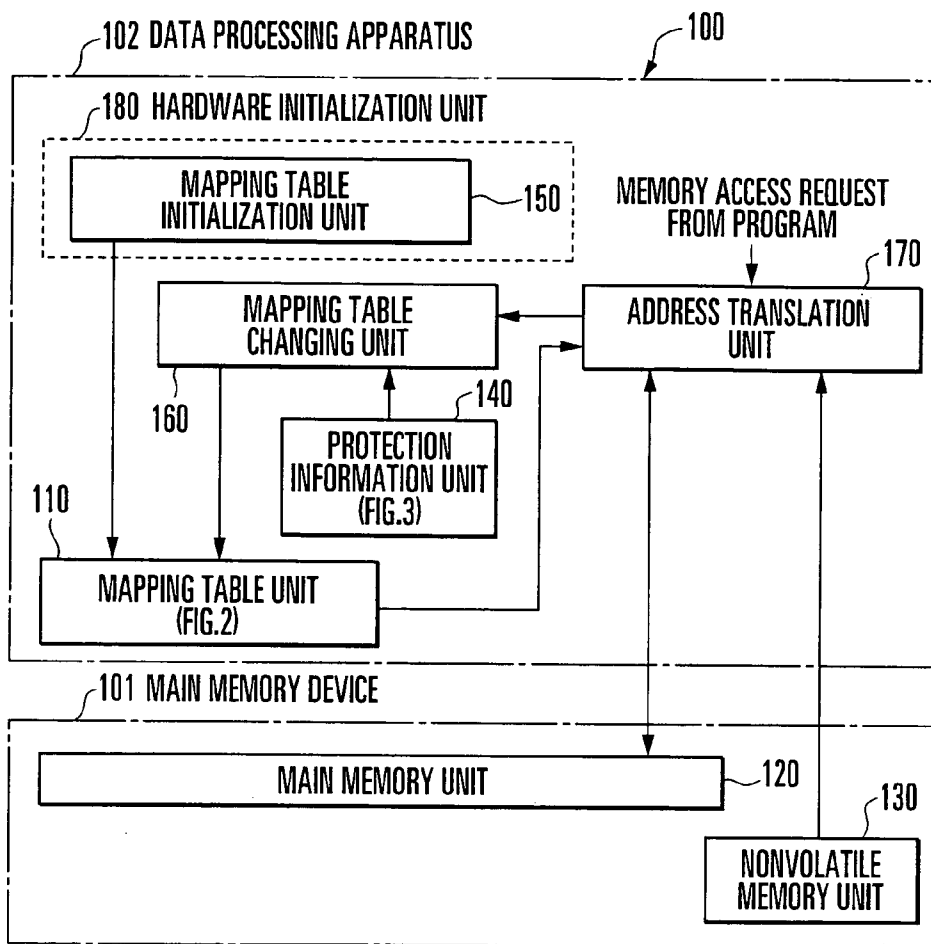 102 DATA PROCESSING APPARATUS
100
180 HARDWARE INITIALIZATION UNIT
MAPPING TABLE
INITIALIZATION UNIT
150
MEMORY ACCESS REQUEST
FROM PROGRAM
170
MAPPING TABLE
CHANGING UNIT
ADDRESS TRANSLATION
UNIT
160
140
PROTECTION
INFORMATION UNIT
(FIG.3)
110
MAPPING TABLE UNIT
(FIG.2)
101 MAIN MEMORY DEVICE
MAIN MEMORY UNIT
120
130
NONVOLATILE
MEMORY UNIT